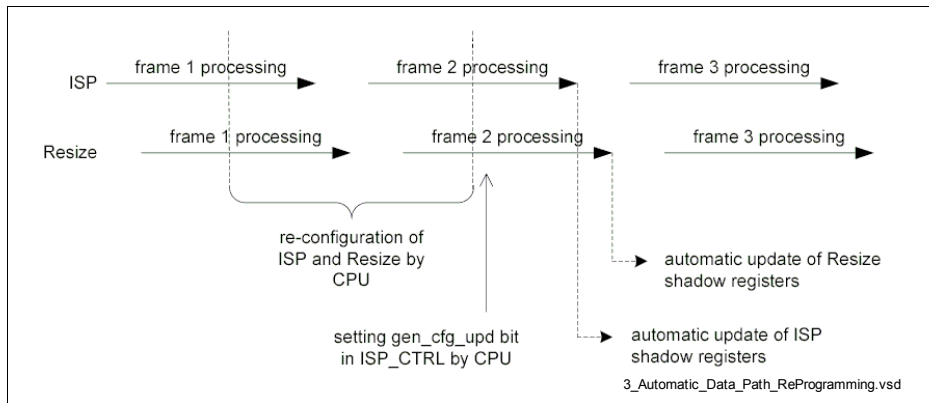 frame 1 processing frame 2 processing frame 3 processing
ISP
frame 1 processing frame 2 processing frame 3 processing
Resize
re-configuration of
ISP and Resize by
CPU
automatic update of Resize
shadow registers
setting gen_cfg_upd bit
in ISP_CTRL by CPU
automatic update of ISP
shadow registers
3_Automatic_Data_Path_ReProgramming.vsd